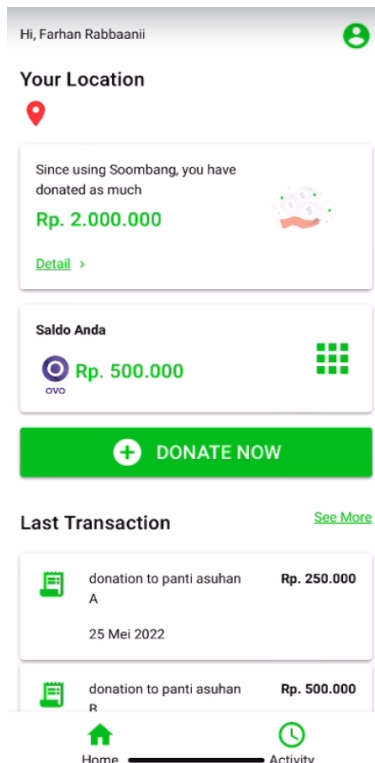 Hi, Farhan Rabbaanii
Your Location
Since using Soombang, you have
donated as much
Rp. 2.000.000
Detail >
Saldo Anda
Rp. 500.000
OVO
DONATE NOW
Last Transaction
See More
donation to panti asuhan
A
Rp. 250.000
25 Mei 2022
donation to panti asuhan
B
Rp. 500.000
Home
Activity